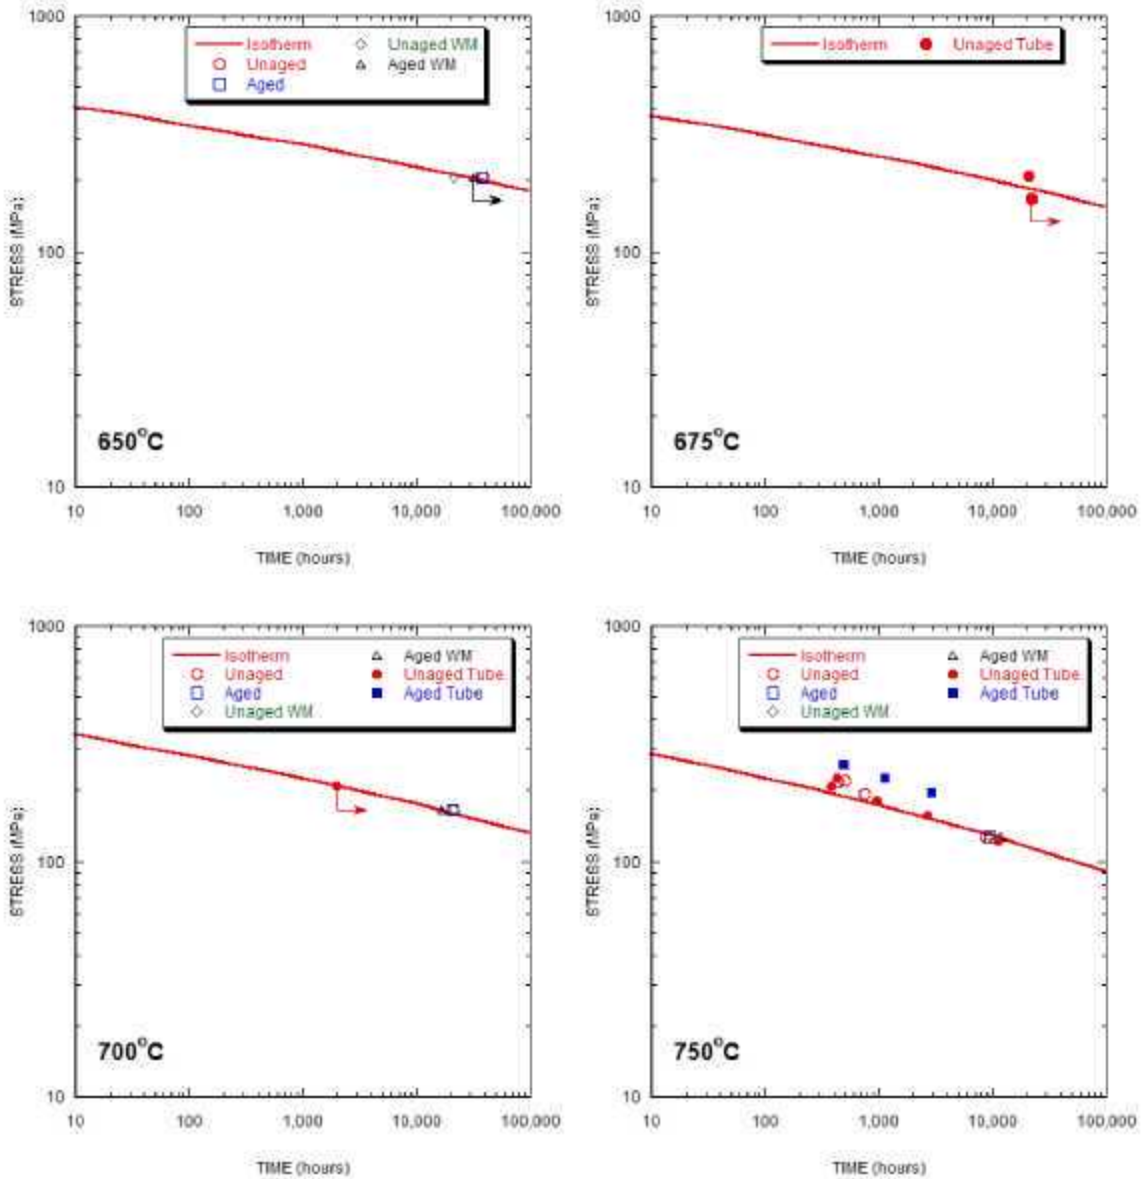 1000
Isotherm
Unaged WM
Unaged
Aged WM
Aged
STRESS (MPa)
100
10
650°C
10
100
1,000
10,000
100,000
TIME (hours)
1000
Isotherm
Unaged Tube
STRESS (MPa)
100
10
675°C
10
100
1,000
10,000
100,000
TIME (hours)
1000
Isotherm
Aged WM
Unaged
Unaged Tube
Aged
Aged Tube
Unaged WM
STRESS (MPa)
100
10
700°C
10
100
1,000
10,000
100,000
TIME (hours)
1000
Isotherm
Aged WM
Unaged
Unaged Tube
Aged
Aged Tube
Unaged WM
STRESS (MPa)
100
10
750°C
10
100
1,000
10,000
100,000
TIME (hours)